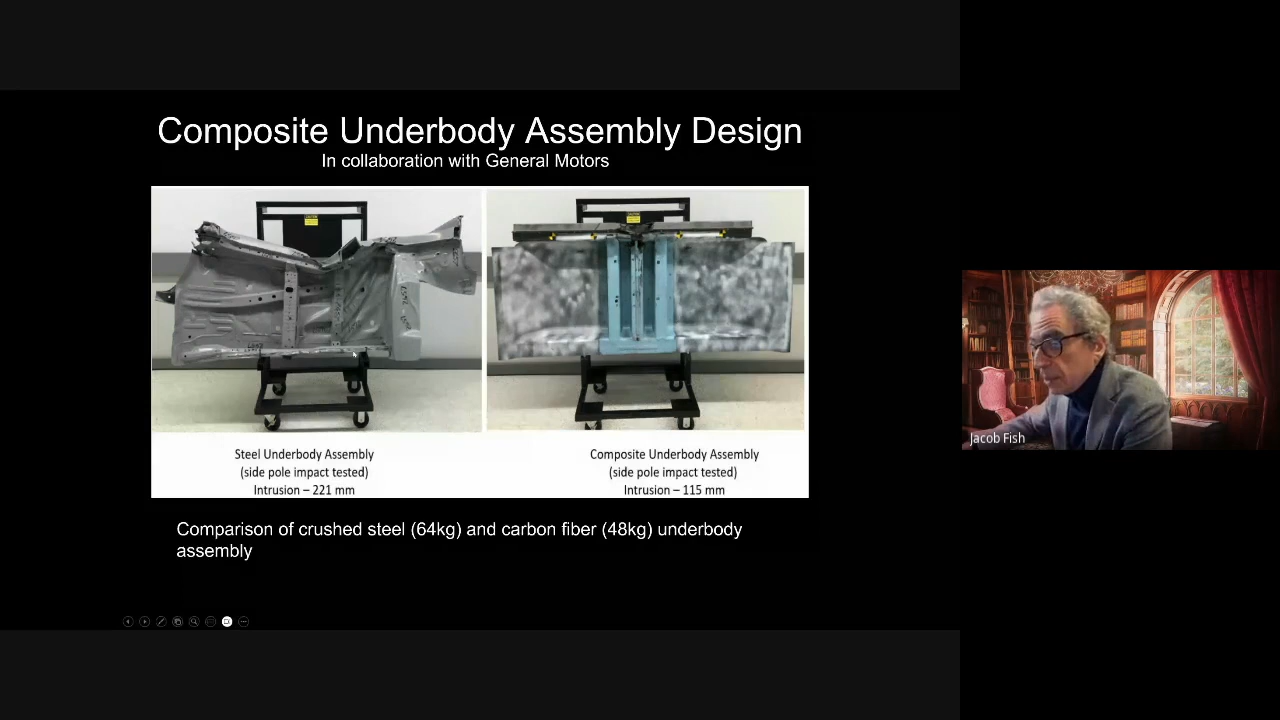 Composite Underbody Assembly Design
In collaboration with General Motors
Steel Underbody Assembly
(side pole impact tested)
Intrusion – 221 mm
Composite Underbody Assembly
(side pole impact tested)
Intrusion – 115 mm
Comparison of crushed steel (64kg) and carbon fiber (48kg) underbody
assembly
Jacob Fish